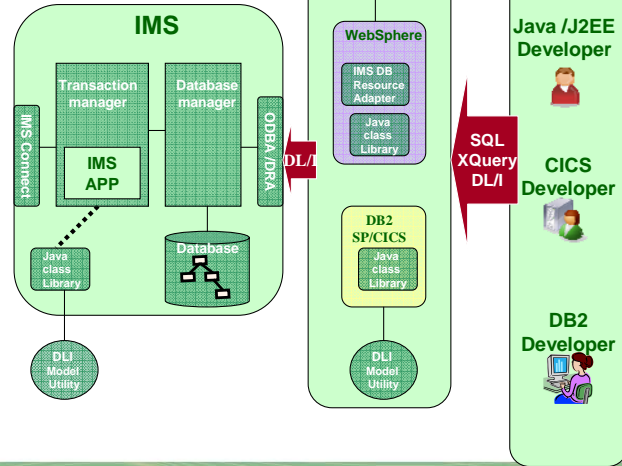 IMS
Transaction
manager
Database
manager
IMS Connect
IMS
APP
ODBA /DRA
Database
Java
class
Library
DLI
Model
Utility
DL/I
WebSphere
IMS DB
Resource
Adapter
Java
class
Library
DB2
SP/CICS
Java
class
Library
DLI
Model
Utility
SQL
XQuery
DL/I
Java /J2EE
Developer
CICS
Developer
DB2
Developer